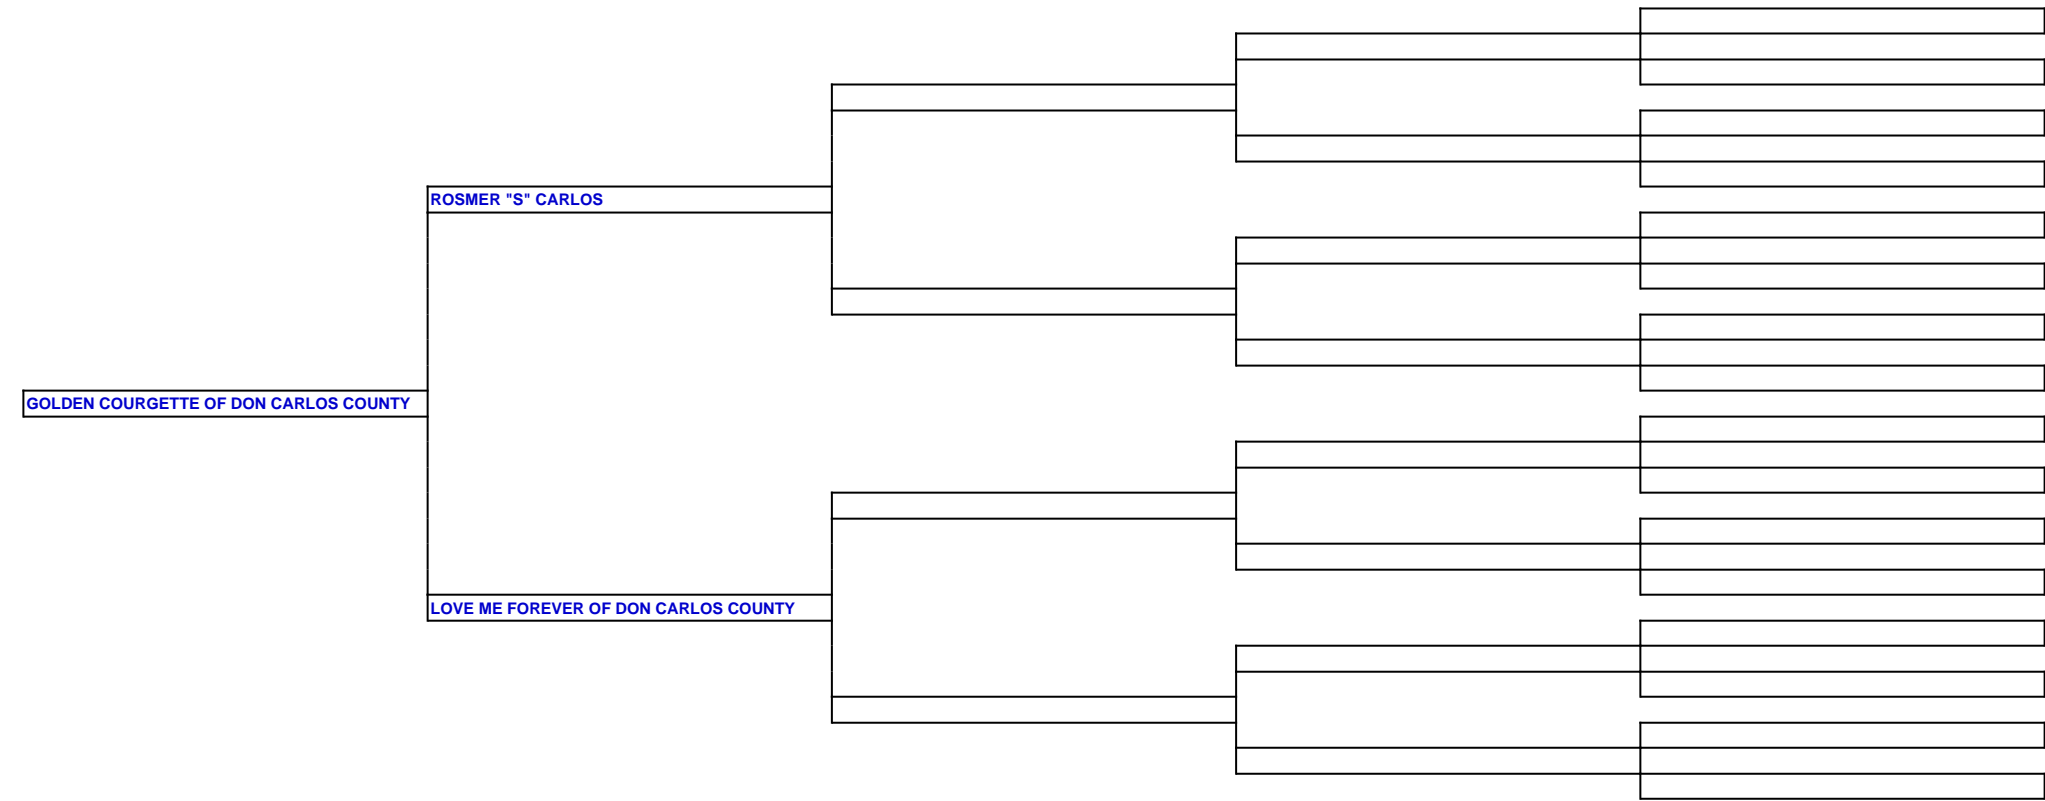 ROSMER "S" CARLOS
GOLDEN COURGETTE OF DON CARLOS COUNTY
LOVE ME FOREVER OF DON CARLOS COUNTY